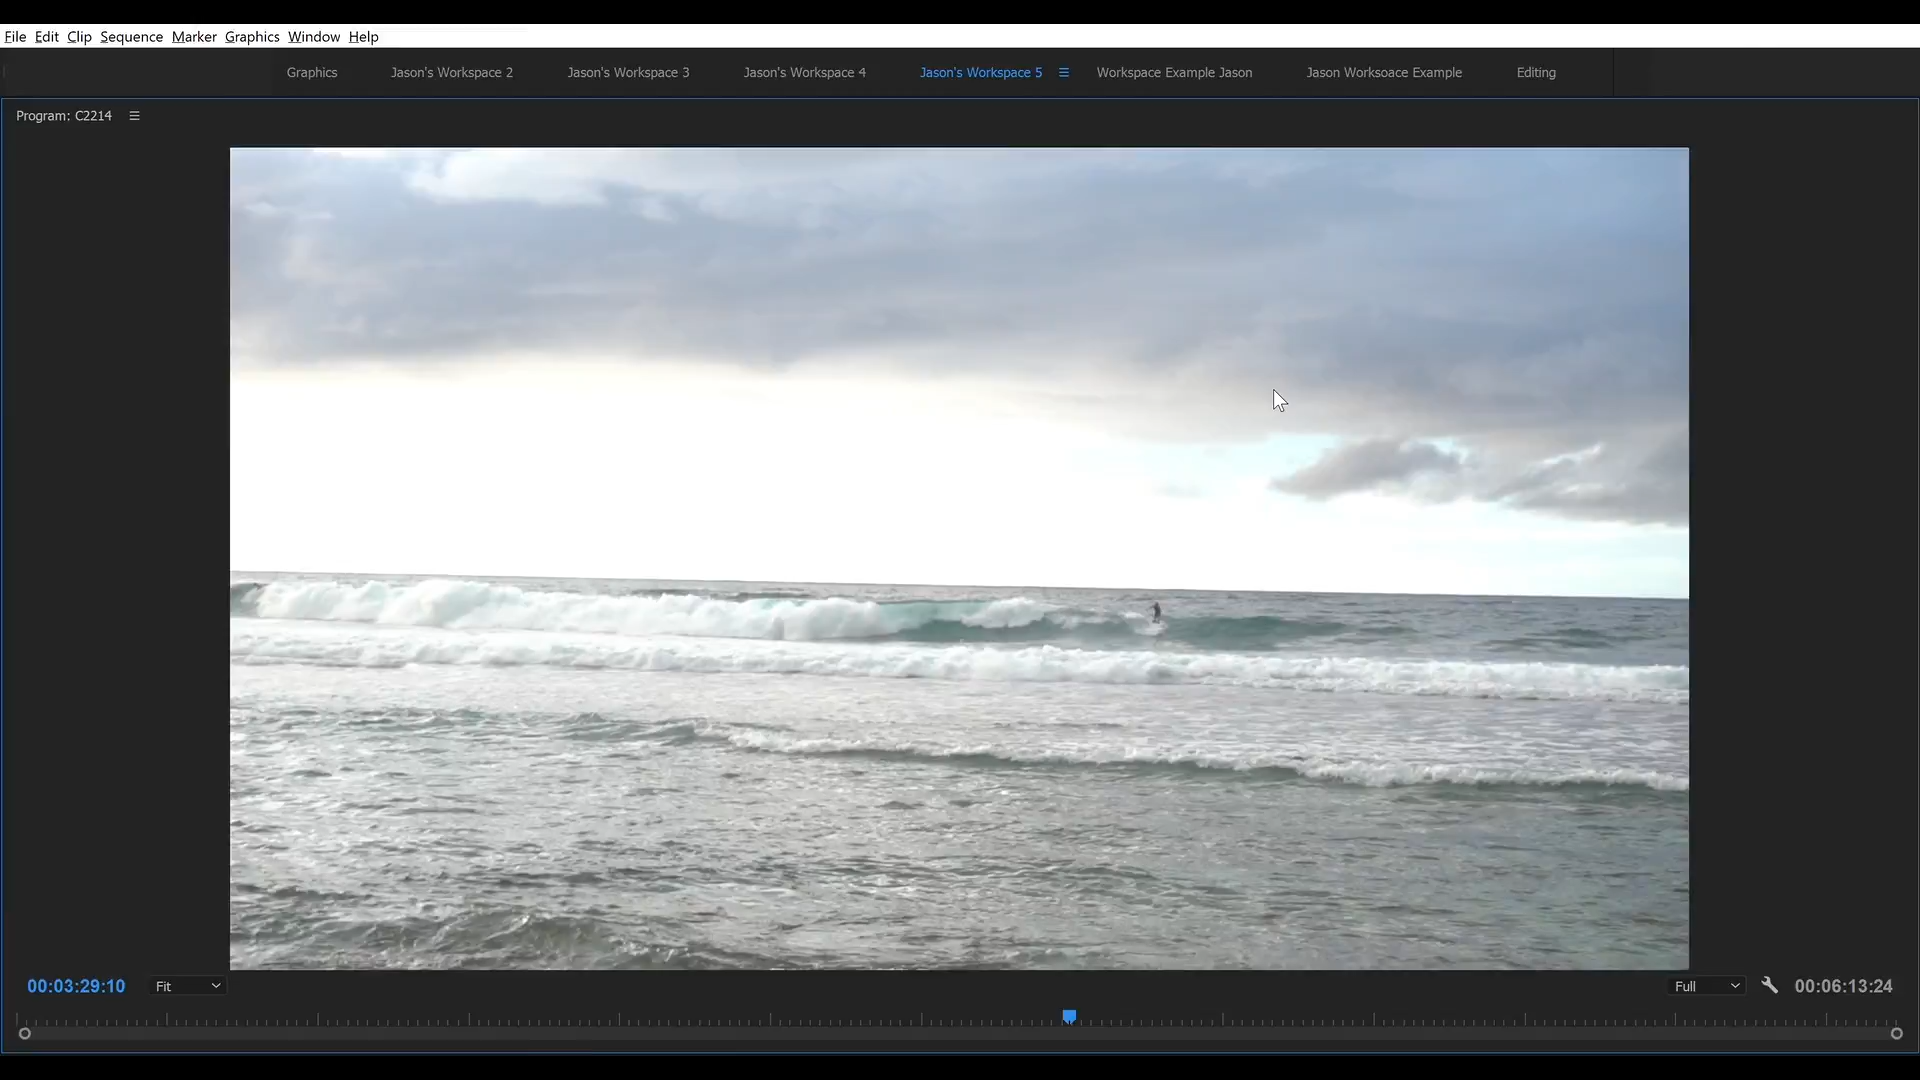 File Edit Clip Sequence Marker Graphics Window Help
Graphics Jason's Workspace 2 Jason's Workspace 3 Jason's Workspace 4 Jason's Workspace 5 Workspace Example Jason Jason Worksoace Example Editing
Program: C2214
00:03:29:10 Fit Full 00:06:13:24